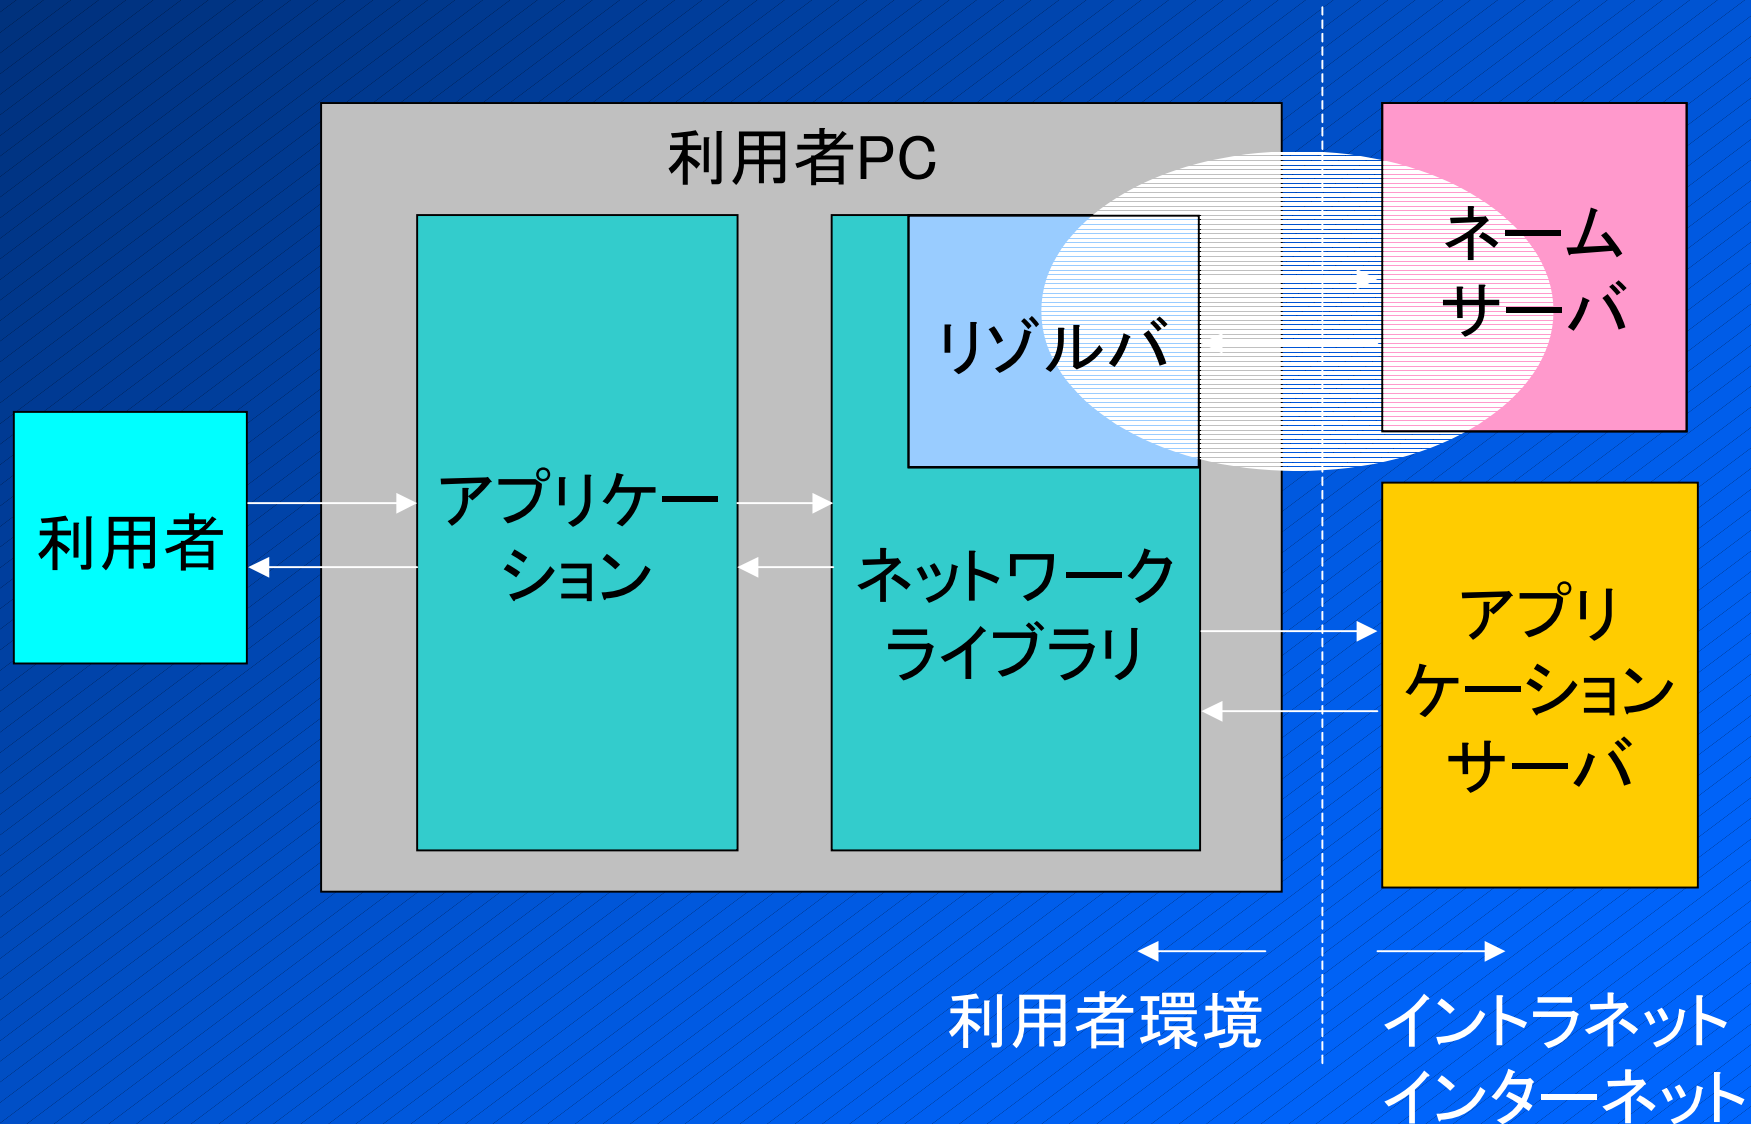 利用者PC
ネーム
サーバ
リゾルバ
利用者
アプリケー
ション
ネットワーク
ライブラリ
アプリ
ケーション
サーバ
利用者環境
イントラネット
インターネット